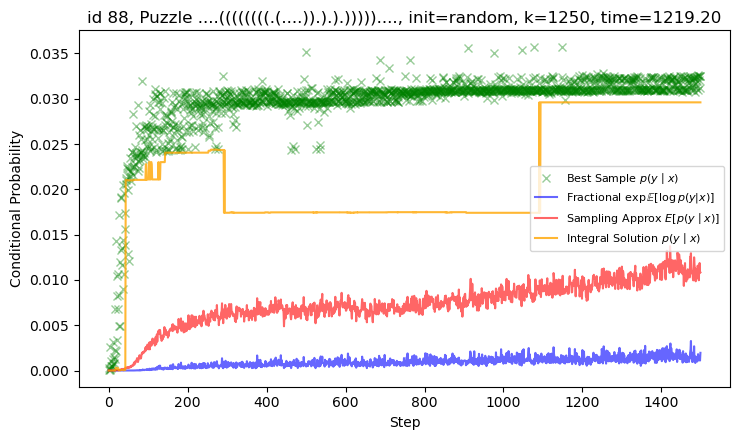 id 88, Puzzle ....((((((((.(....)).).).)))))...., init=random, k=1250, time=1219.20
0.035
0.030
0.025
0.020
0.015
0.010
0.005
0.000
Conditional Probability
Best Sample p(y | x)
Fractional exp 𝔼[log p(y|x)]
Sampling Approx E[p(y | x)]
Integral Solution p(y | x)
0 200 400 600 800 1000 1200 1400
Step